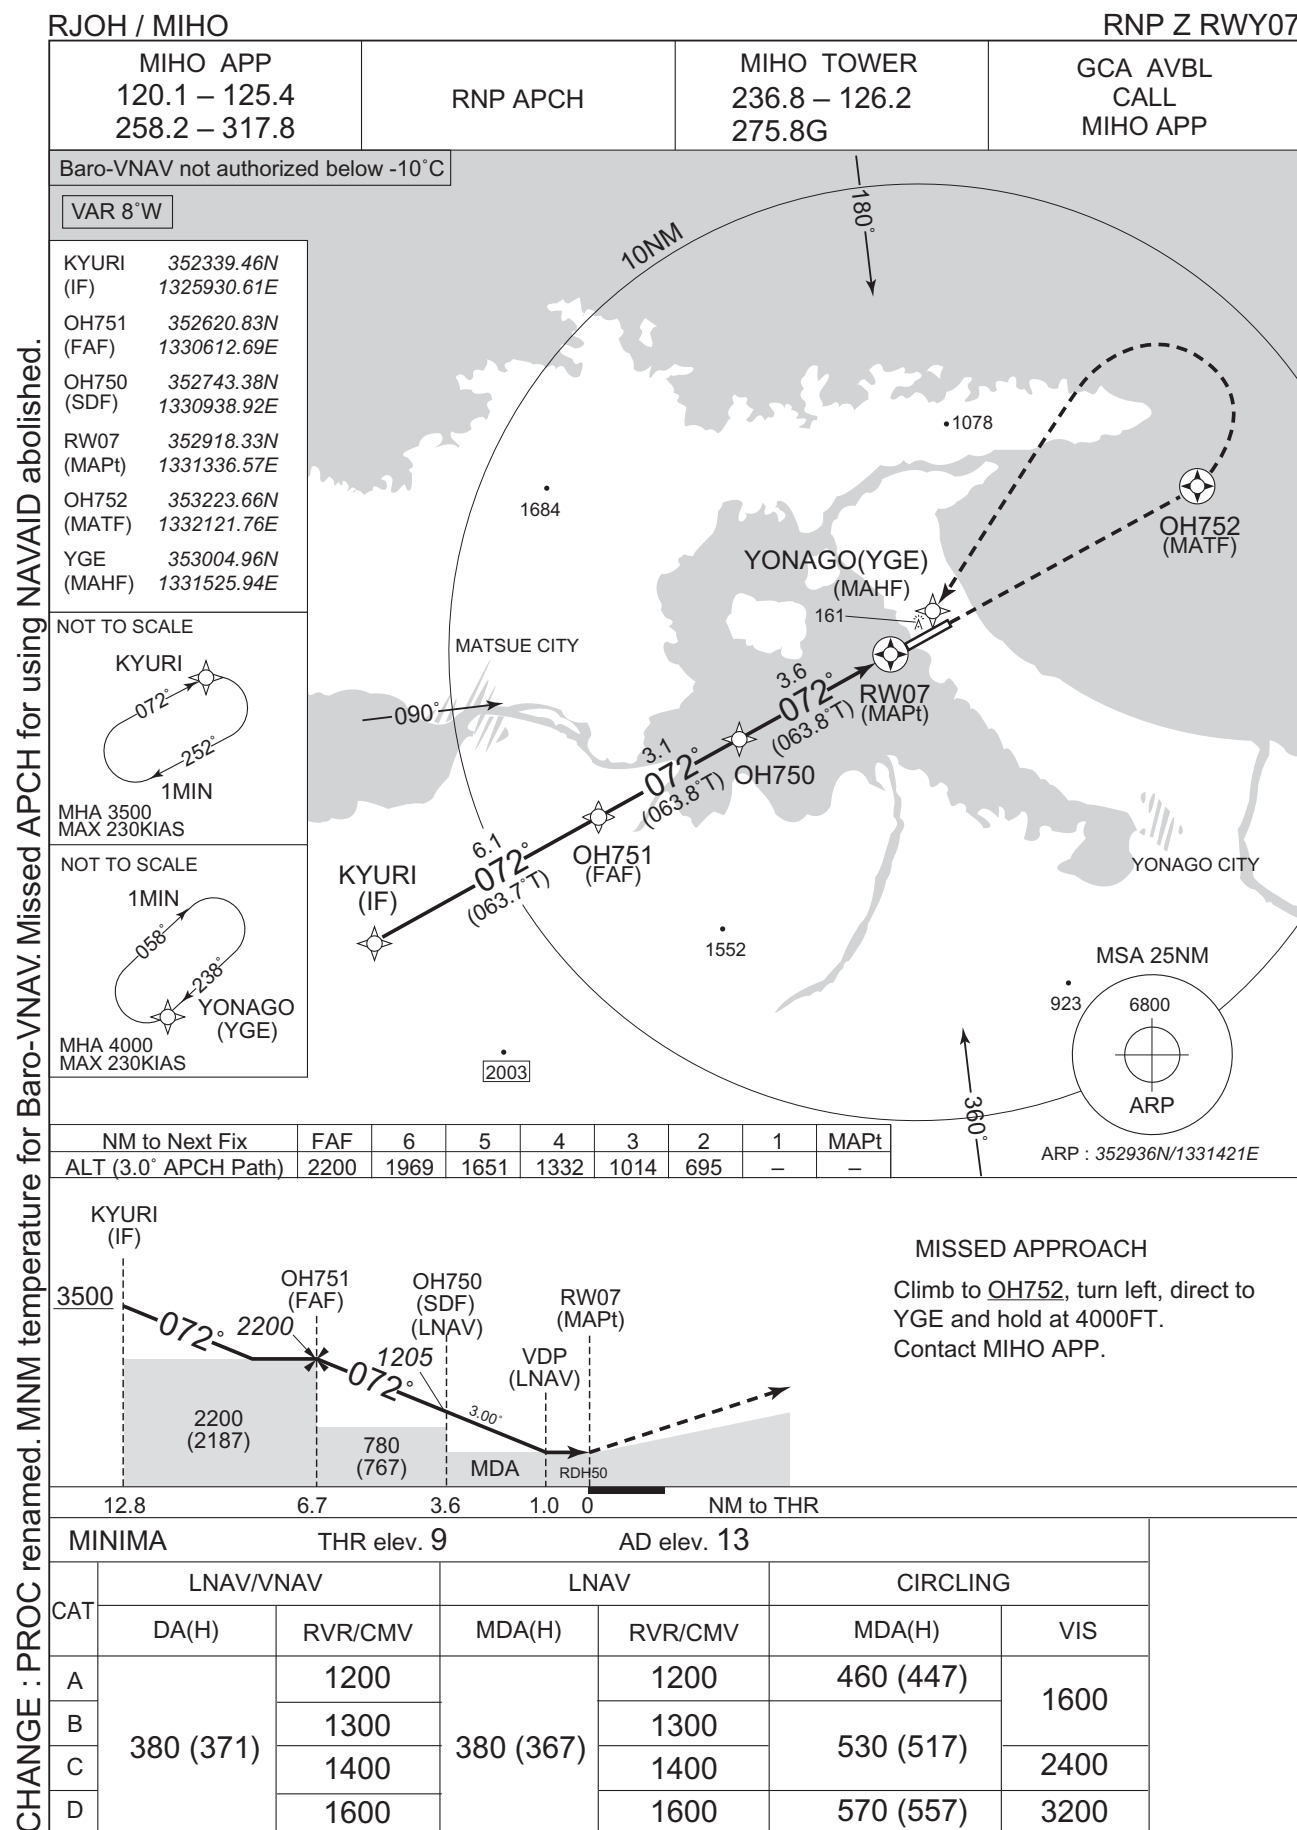 RJOH / MIHO
RNP Z RWY07
MIHO APP
120.1 – 125.4
258.2 – 317.8
RNP APCH
MIHO TOWER
236.8 – 126.2
275.8G
GCA AVBL
CALL
MIHO APP
Baro-VNAV not authorized below -10˚C
VAR 8˚W
KYURI 352339.46N
(IF) 1325930.61E
OH751 352620.83N
(FAF) 1330612.69E
OH750 352743.38N
(SDF) 1330938.92E
RW07 352918.33N
(MAPt) 1331336.57E
OH752 353223.66N
(MATF) 1332121.76E
YGE 353004.96N
(MAHF) 1331525.94E
NOT TO SCALE
KYURI
072˚
252˚
1MIN
MHA 3500
MAX 230KIAS
NOT TO SCALE
1MIN
058˚
238˚
YONAGO
(YGE)
MHA 4000
MAX 230KIAS
10NM
180˚
1078
1684
OH752
(MATF)
YONAGO(YGE)
(MAHF)
161
MATSUE CITY
090˚
RW07
(MAPt)
3.6
072˚
(063.8˚T)
OH750
3.1
072˚
(063.8˚T)
OH751
(FAF)
6.1
072˚
(063.7˚T)
KYURI
(IF)
YONAGO CITY
1552
923
2003
360˚
MSA 25NM
6800
ARP
ARP : 352936N/1331421E
NM to Next Fix FAF 6 5 4 3 2 1 MAPt
ALT (3.0˚ APCH Path) 2200 1969 1651 1332 1014 695 – –
KYURI
(IF)
3500
072˚
OH751
(FAF)
2200
072˚
OH750
(SDF)
(LNAV)
1205
3.00˚
VDP
(LNAV)
RW07
(MAPt)
2200
(2187)
780
(767)
MDA
RDH50
12.8 6.7 3.6 1.0 0 NM to THR
MISSED APPROACH
Climb to OH752, turn left, direct to
YGE and hold at 4000FT.
Contact MIHO APP.
MINIMA THR elev. 9 AD elev. 13
CAT LNAV/VNAV LNAV CIRCLING
DA(H) RVR/CMV MDA(H) RVR/CMV MDA(H) VIS
A 380 (371) 1200 380 (367) 1200 460 (447) 1600
B 1300 1300 530 (517)
C 1400 1400 2400
D 1600 1600 570 (557) 3200
CHANGE : PROC renamed. MNM temperature for Baro-VNAV. Missed APCH for using NAVAID abolished.